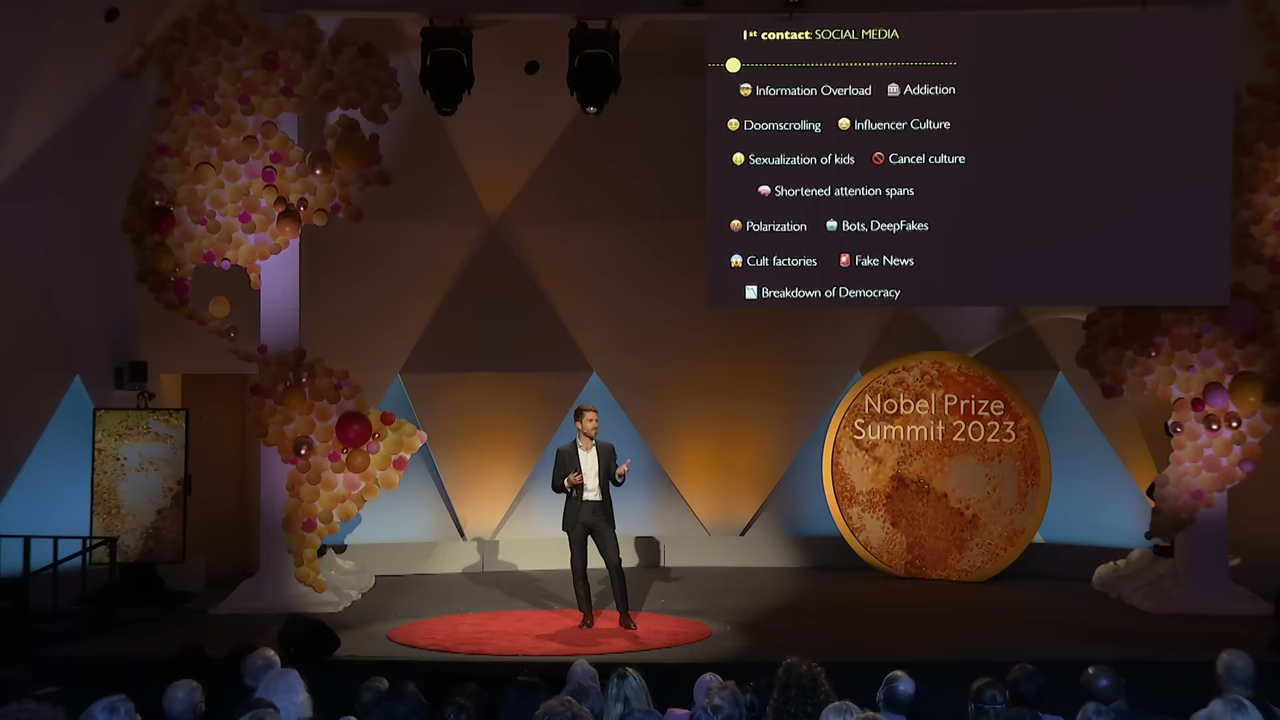 1st contact: SOCIAL MEDIA
Information Overload Addiction
Doomscrolling Influencer Culture
Sexualization of kids Cancel culture
Shortened attention spans
Polarization Bots, DeepFakes
Cult factories Fake News
Breakdown of Democracy
Nobel Prize
Summit 2023